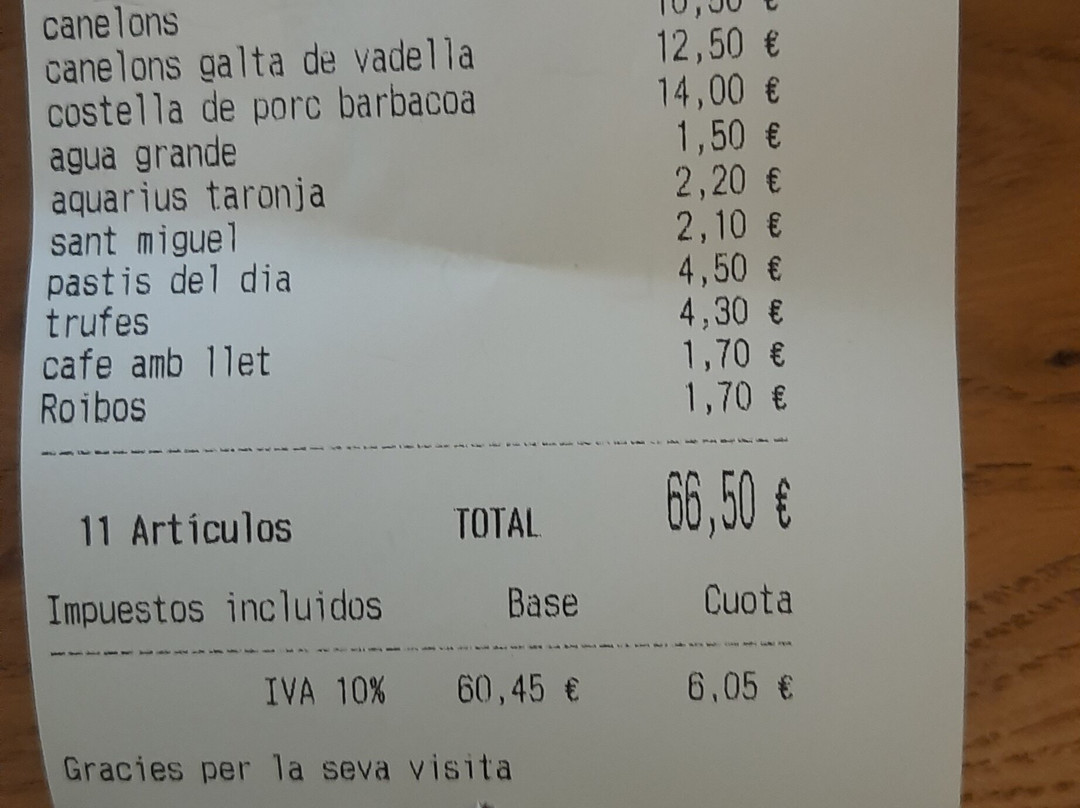 canelons 10,50 €
canelons galta de vadella 12,50 €
costella de porc barbacoa 14,00 €
agua grande 1,50 €
aquarius taronja 2,20 €
sant miguel 2,10 €
pastis del dia 4,50 €
trufes 4,30 €
cafe amb llet 1,70 €
Roibos 1,70 €
11 Artículos TOTAL 66,50 €
Impuestos incluidos Base Cuota
IVA 10% 60,45 € 6,05 €
Gracies per la seva visita